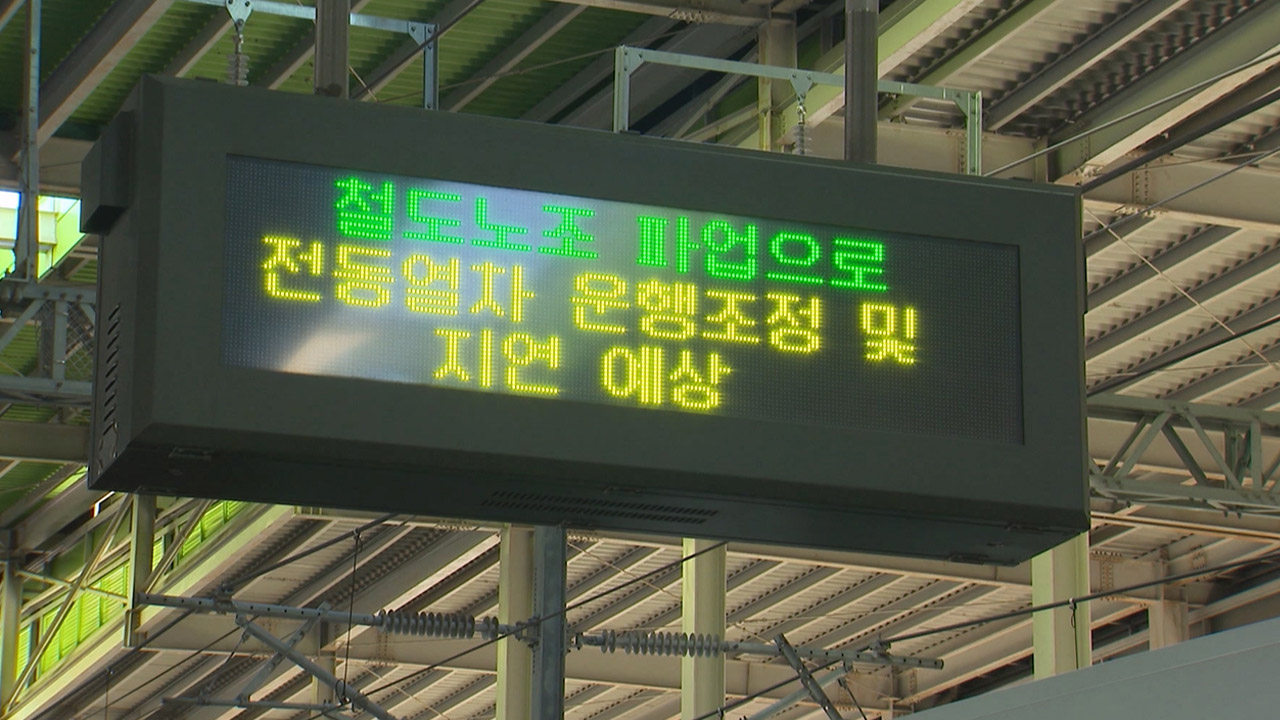 철도노조 파업으로
전동열차 운행조정 및
지연 예상